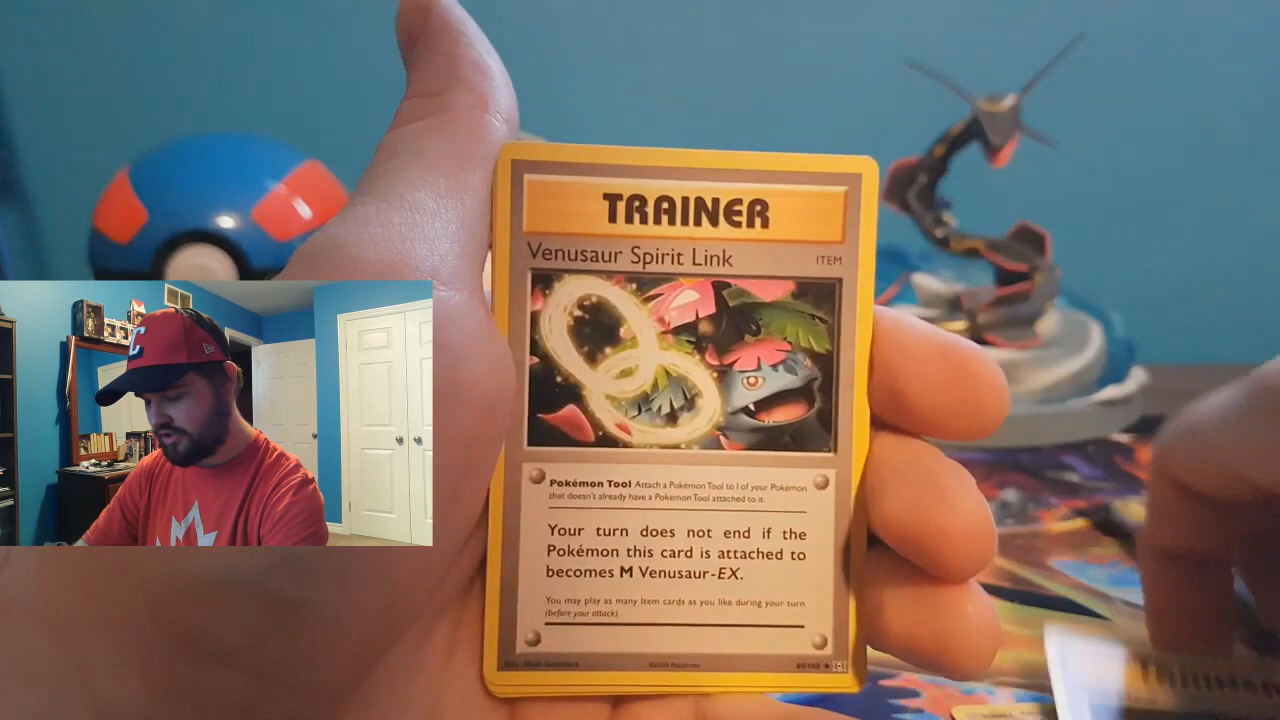 TRAINER
Venusaur Spirit Link
ITEM
Pokémon Tool Attach a Pokémon Tool to 1 of your Pokémon
that doesn't already have a Pokémon Tool attached to it.
Your turn does not end if the
Pokémon this card is attached to
becomes M Venusaur-EX.
You may play as many Item cards as you like during your turn
(before your attack).
©2016 Pokémon
C